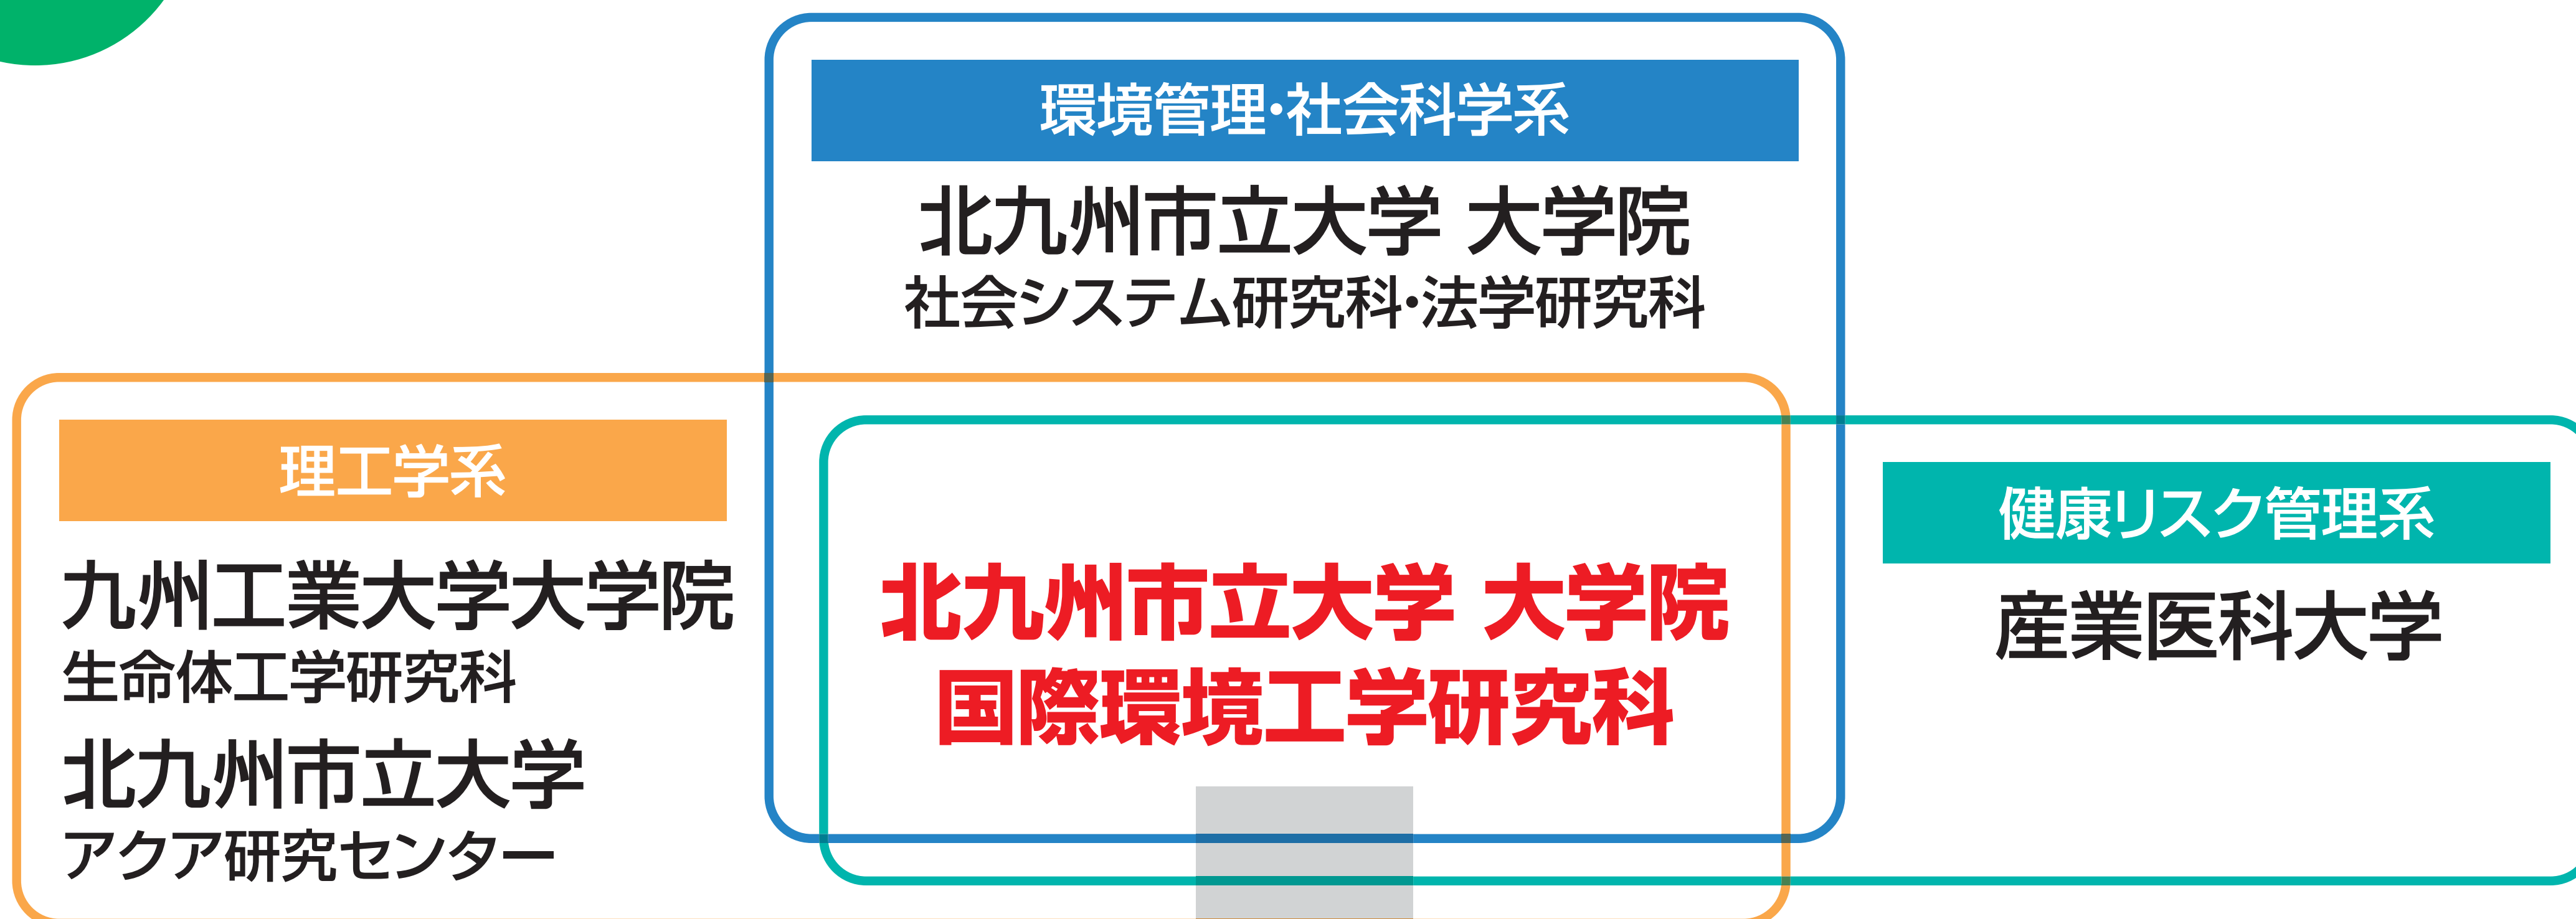 環境管理・社会科学系
北九州市立大学 大学院
社会システム研究科・法学研究科
理工学系
九州工業大学大学院
生命体工学研究科
北九州市立大学
アクア研究センター
北九州市立大学 大学院
国際環境工学研究科
健康リスク管理系
産業医科大学